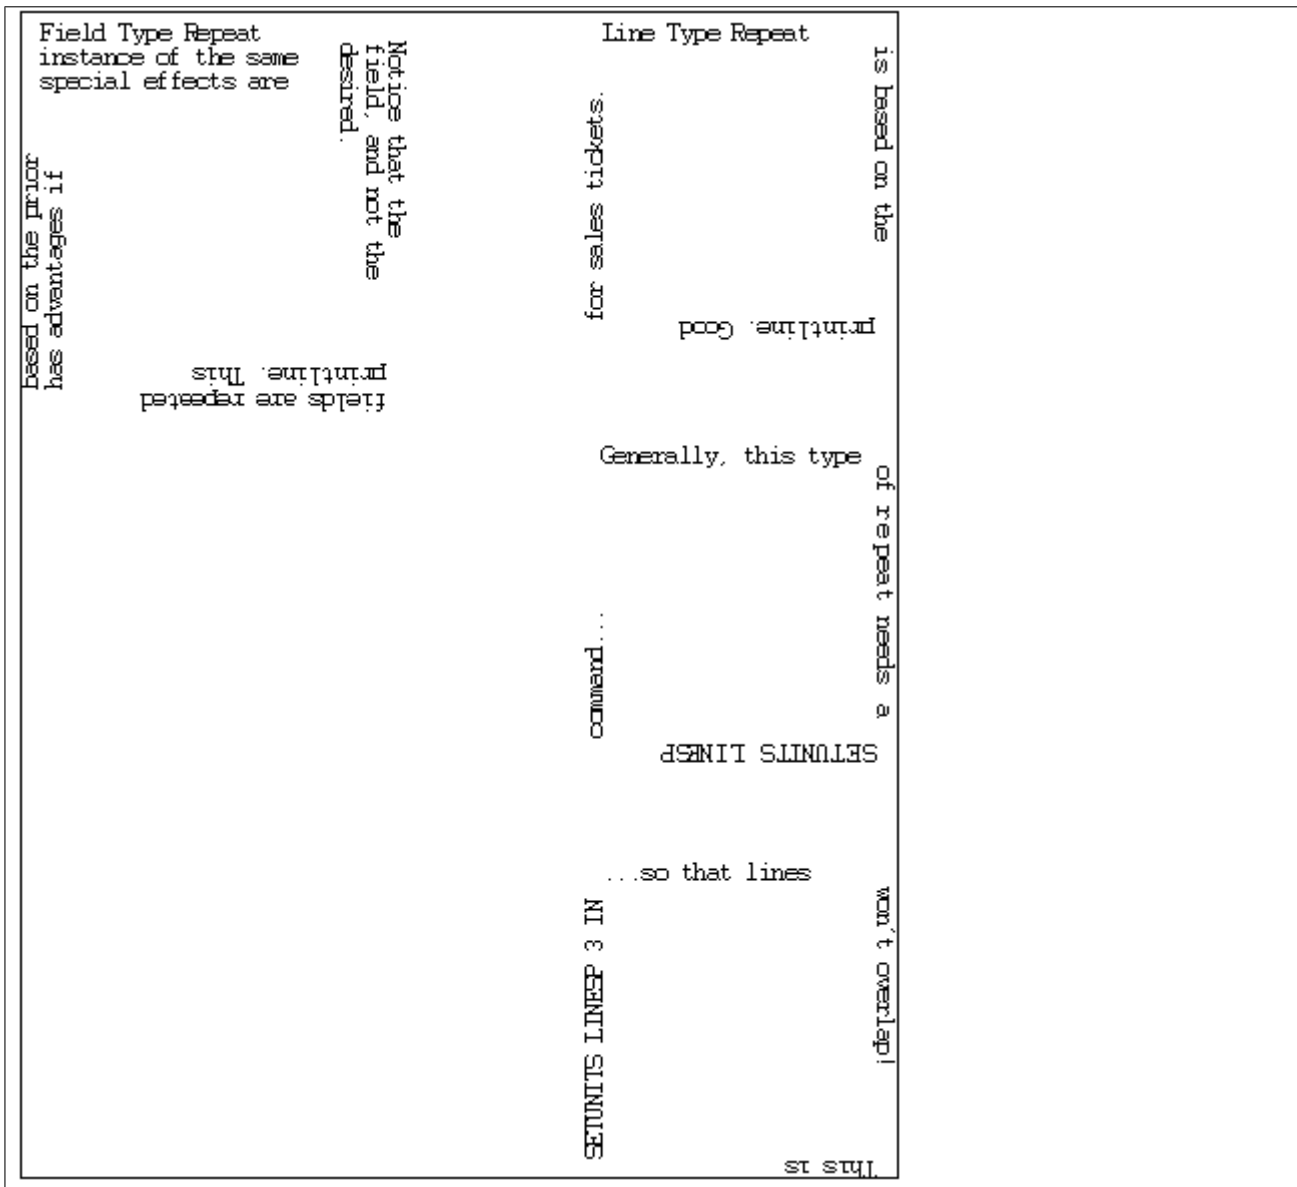 Field Type Repeat
instance of the same
special effects are
Notice that the
field, and not the
desired.
fields are repeated
printline. This
based on the prior
has advantages if
Line Type Repeat
is based on the
printline. Good
for sales tickets.
Generally, this type
of repeat needs a
SETUNITS LINESP
command...
...so that lines
won't overlap!
This is
SETUNITS LINESP 3 IN